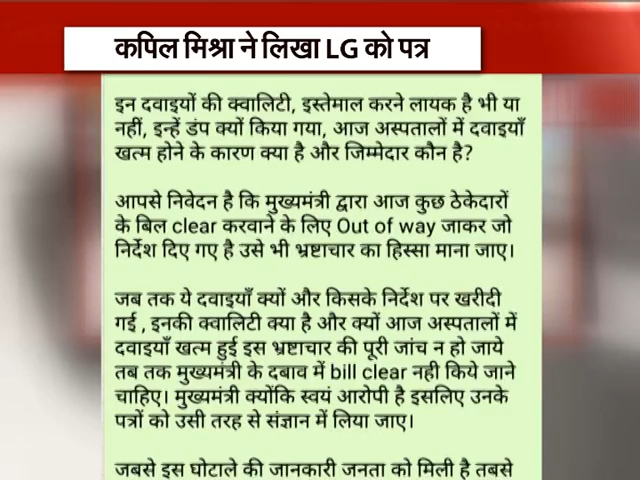 कपिल मिश्रा ने लिखा LG को पत्र
इन दवाइयों की क्वालिटी, इस्तेमाल करने लायक है भी या
नहीं, इन्हें डंप क्यों किया गया, आज अस्पतालों में दवाइयाँ
खत्म होने के कारण क्या है और जिम्मेदार कौन है?
आपसे निवेदन है कि मुख्यमंत्री द्वारा आज कुछ ठेकेदारों
के बिल clear करवाने के लिए Out of way जाकर जो
निर्देश दिए गए है उसे भी भ्रष्टाचार का हिस्सा माना जाए।
जब तक ये दवाइयाँ क्यों और किसके निर्देश पर खरीदी
गई , इनकी क्वालिटी क्या है और क्यों आज अस्पतालों में
दवाइयाँ खत्म हुई इस भ्रष्टाचार की पूरी जांच न हो जाये
तब तक मुख्यमंत्री के दबाव में bill clear नही किये जाने
चाहिए। मुख्यमंत्री क्योंकि स्वयं आरोपी है इसलिए उनके
पत्रों को उसी तरह से संज्ञान में लिया जाए।
जबसे इस घोटाले की जानकारी जनता को मिली है तबसे